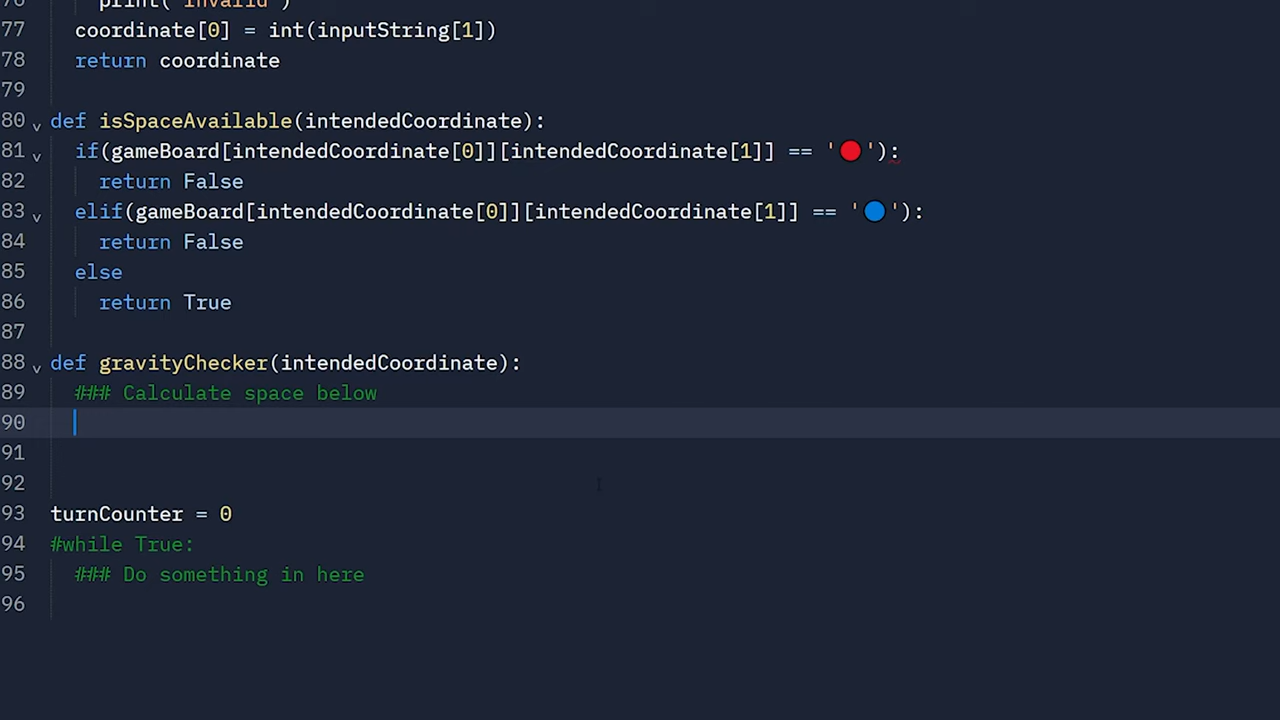 76 print("Invalid")
77 coordinate[0] = int(inputString[1])
78 return coordinate
79
80 def isSpaceAvailable(intendedCoordinate):
81 if(gameBoard[intendedCoordinate[0]][intendedCoordinate[1]] == '🔴'):
82 return False
83 elif(gameBoard[intendedCoordinate[0]][intendedCoordinate[1]] == '🔵'):
84 return False
85 else
86 return True
87
88 def gravityChecker(intendedCoordinate):
89 ### Calculate space below
90
91
92
93 turnCounter = 0
94 #while True:
95 ### Do something in here
96